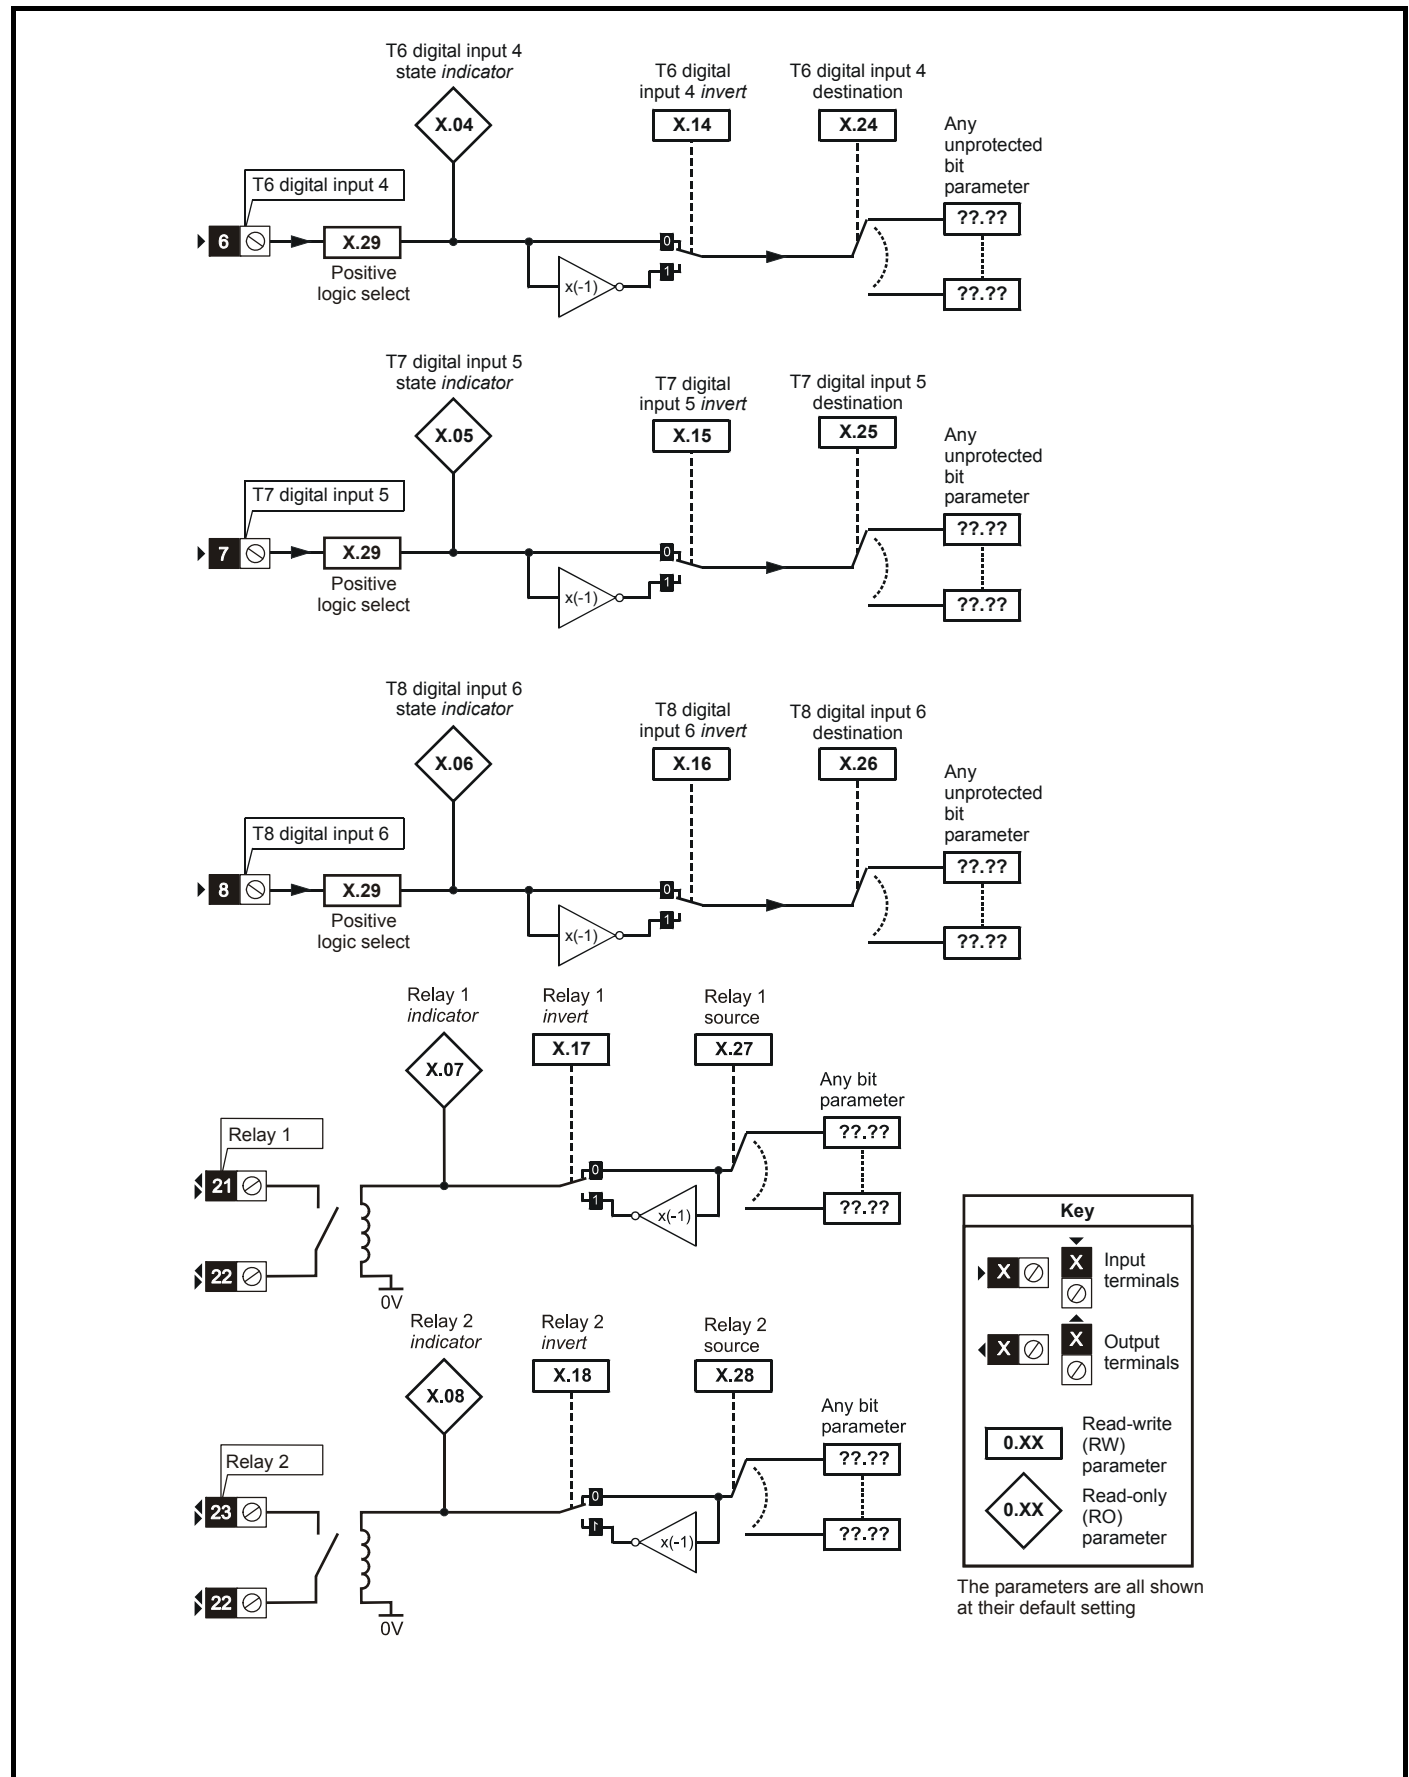 T6 digital input 4
state indicator
X.04
T6 digital
input 4 invert
X.14
T6 digital input 4
destination
X.24
Any
unprotected
bit
parameter
??.??
??.??
T6 digital input 4
6
X.29
Positive
logic select
x(-1)
0
1
T7 digital input 5
state indicator
X.05
T7 digital
input 5 invert
X.15
T7 digital input 5
destination
X.25
Any
unprotected
bit
parameter
??.??
??.??
T7 digital input 5
7
X.29
Positive
logic select
x(-1)
0
1
T8 digital input 6
state indicator
X.06
T8 digital
input 6 invert
X.16
T8 digital input 6
destination
X.26
Any
unprotected
bit
parameter
??.??
??.??
T8 digital input 6
8
X.29
Positive
logic select
x(-1)
0
1
Relay 1
indicator
X.07
Relay 1
invert
X.17
Relay 1
source
X.27
Any bit
parameter
??.??
??.??
Relay 1
21
22
0V
0
1
x(-1)
Relay 2
indicator
X.08
Relay 2
invert
X.18
Relay 2
source
X.28
Any bit
parameter
??.??
??.??
Relay 2
23
22
0V
0
1
x(-1)
Key
X
X
Input
terminals
X
X
Output
terminals
0.XX
Read-write
(RW)
parameter
0.XX
Read-only
(RO)
parameter
The parameters are all shown
at their default setting